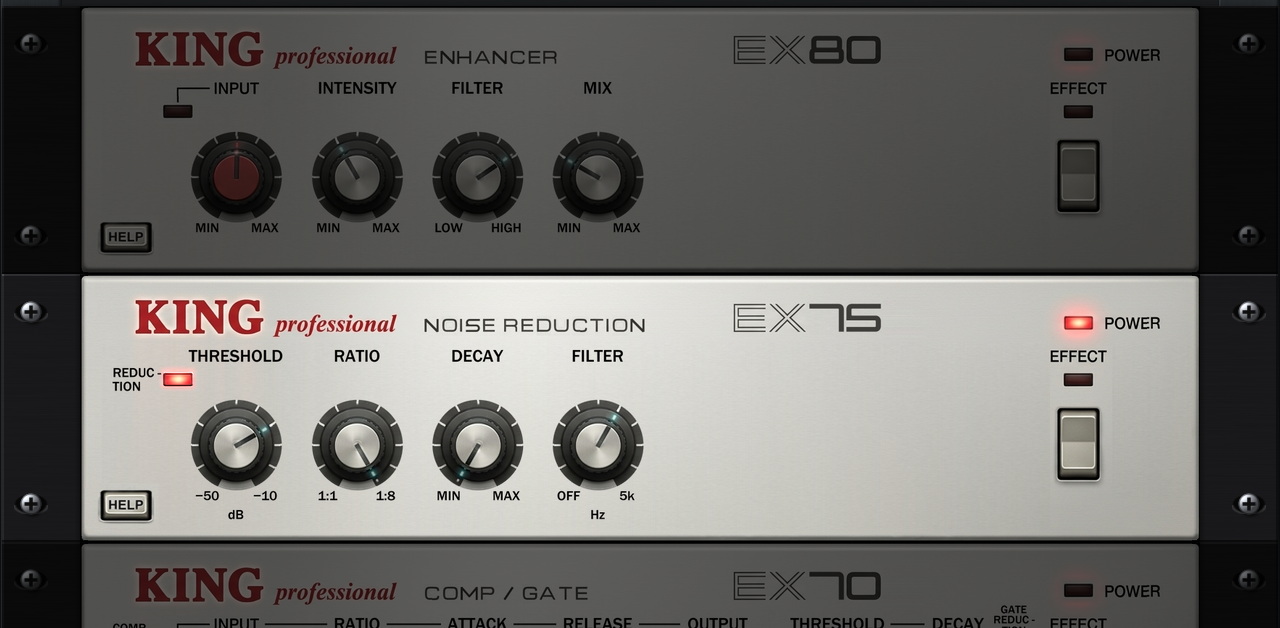 KING professional ENHANCER EX80 POWER
INPUT INTENSITY FILTER MIX EFFECT
MIN MAX MIN MAX LOW HIGH MIN MAX
HELP
KING professional NOISE REDUCTION EX75 POWER
THRESHOLD RATIO DECAY FILTER EFFECT
REDUC-
TION
−50 −10 1:1 1:8 MIN MAX OFF 5k
HELP
dB Hz
KING professional COMP / GATE EX70 POWER
GATE
REDUC-
TION
COMP INPUT RATIO ATTACK RELEASE OUTPUT THRESHOLD DECAY EFFECT